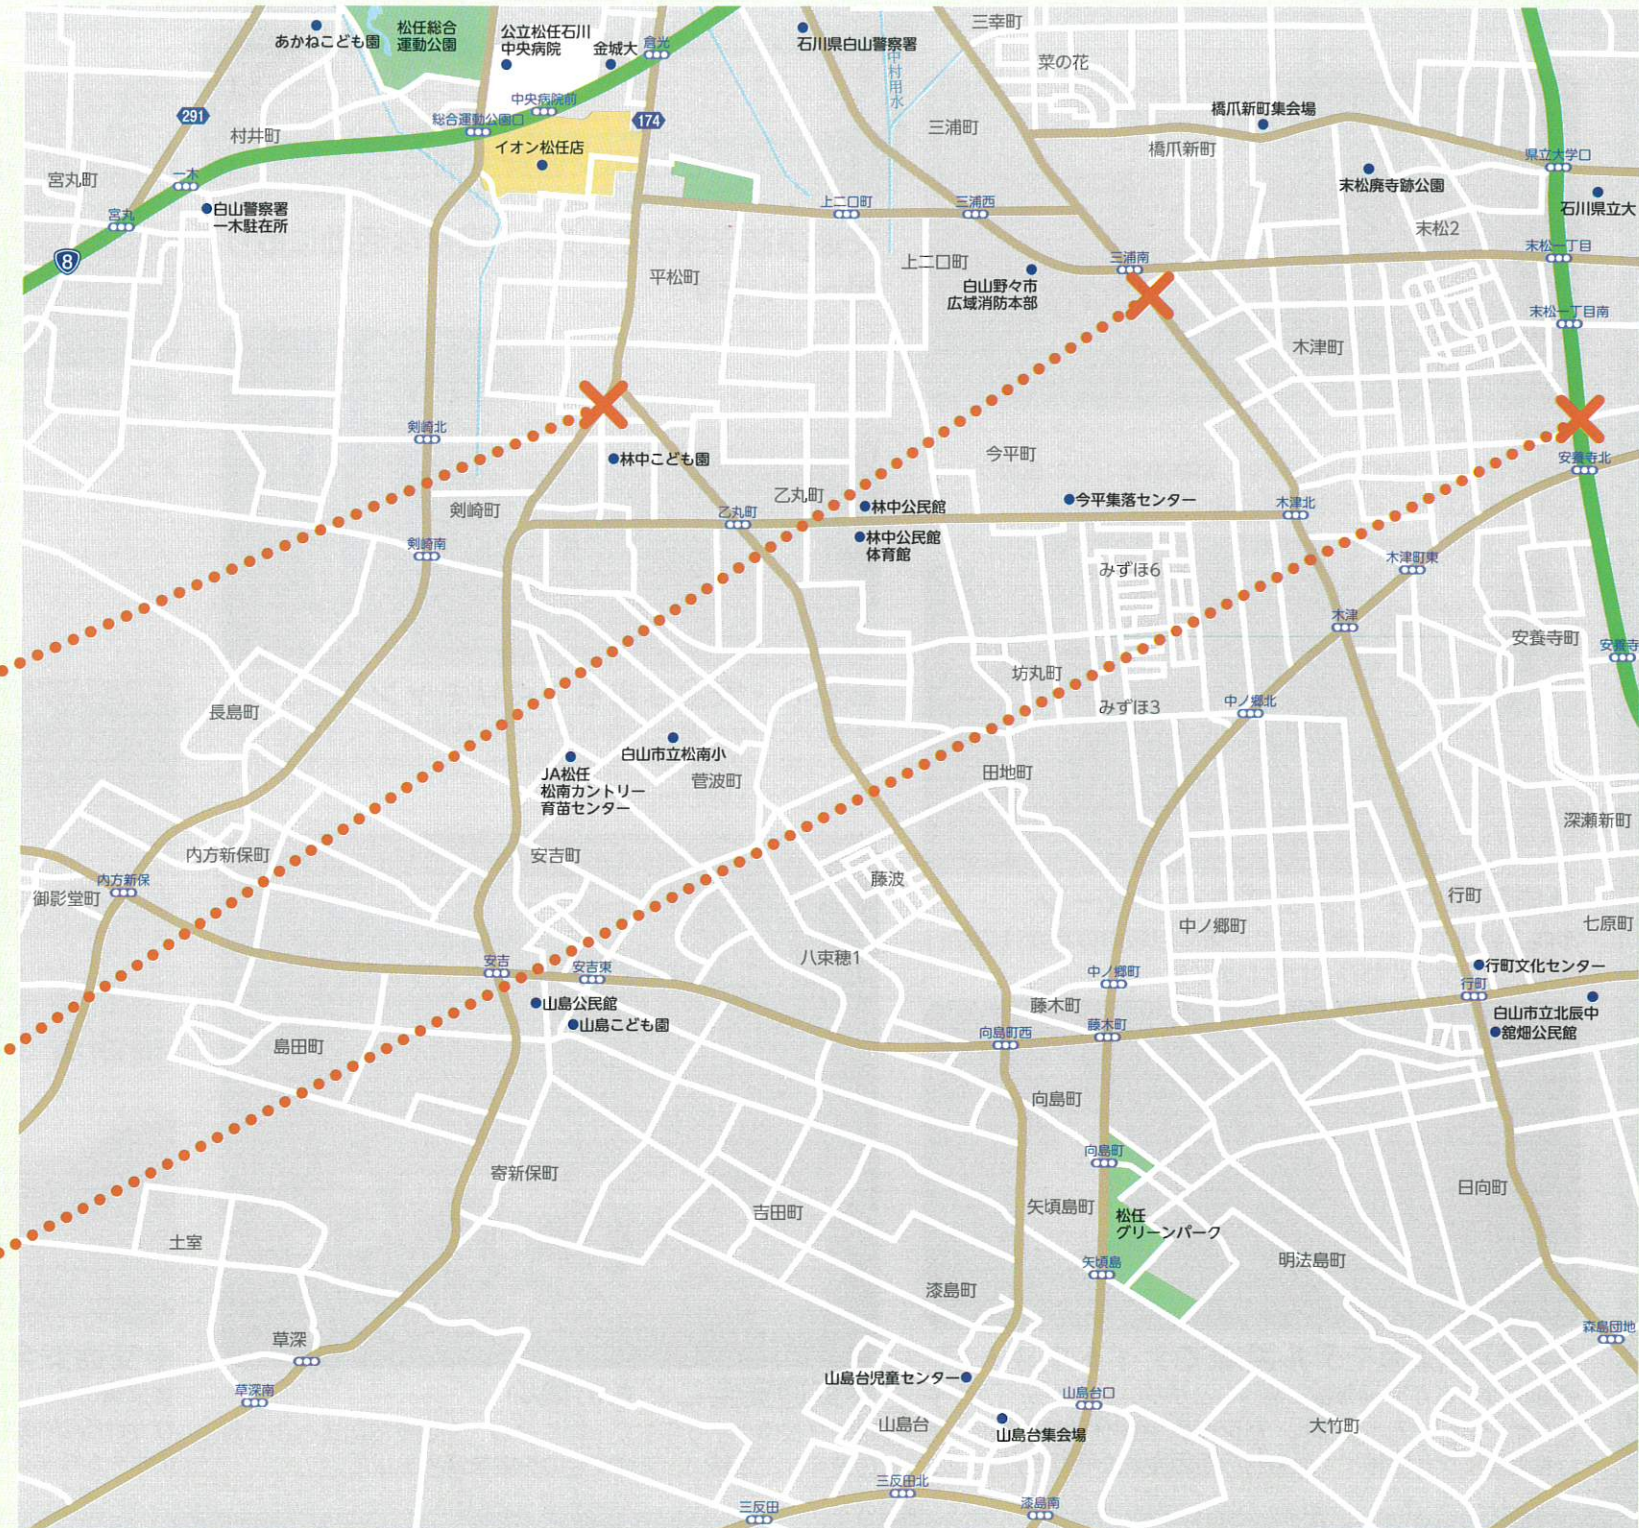 あかねこども園
松任総合
運動公園
公立松任石川
中央病院
金城大
倉光
石川県白山警察署
三幸町
菜の花
中村用水
291
村井町
中央病院前
総合運動公園口
174
イオン松任店
三浦町
橋爪新町集会場
橋爪新町
県立大学口
末松廃寺跡公園
石川県立大
宮丸町
一木
宮丸
白山警察署
一木駐在所
8
上二口町
三浦西
末松2
末松一丁目
平松町
上二口町
三浦南
白山野々市
広域消防本部
末松一丁目南
木津町
剣崎北
林中こども園
今平町
安養寺北
剣崎町
乙丸町
乙丸町
林中公民館
今平集落センター
木津北
林中公民館
体育館
剣崎南
みずほ6
木津町東
木津
安養寺町
安養寺
坊丸町
みずほ3
中ノ郷北
長島町
白山市立松南小
JA松任
松南カントリー
育苗センター
菅波町
田地町
深瀬新町
内方新保町
安吉町
内方新保
御影堂町
藤波
行町
七原町
中ノ郷町
安吉
安吉東
八束穂1
中ノ郷町
行町文化センター
行町
山島公民館
山島こども園
藤木町
白山市立北辰中
舘畑公民館
島田町
向島町西
藤木町
向島町
向島町
寄新保町
吉田町
矢頃島町
松任
グリーンパーク
日向町
土室
矢頃島
明法島町
漆島町
草深
森島団地
草深南
山島台児童センター
山島台口
山島台
山島台集会場
大竹町
三反田北
三反田
漆島南